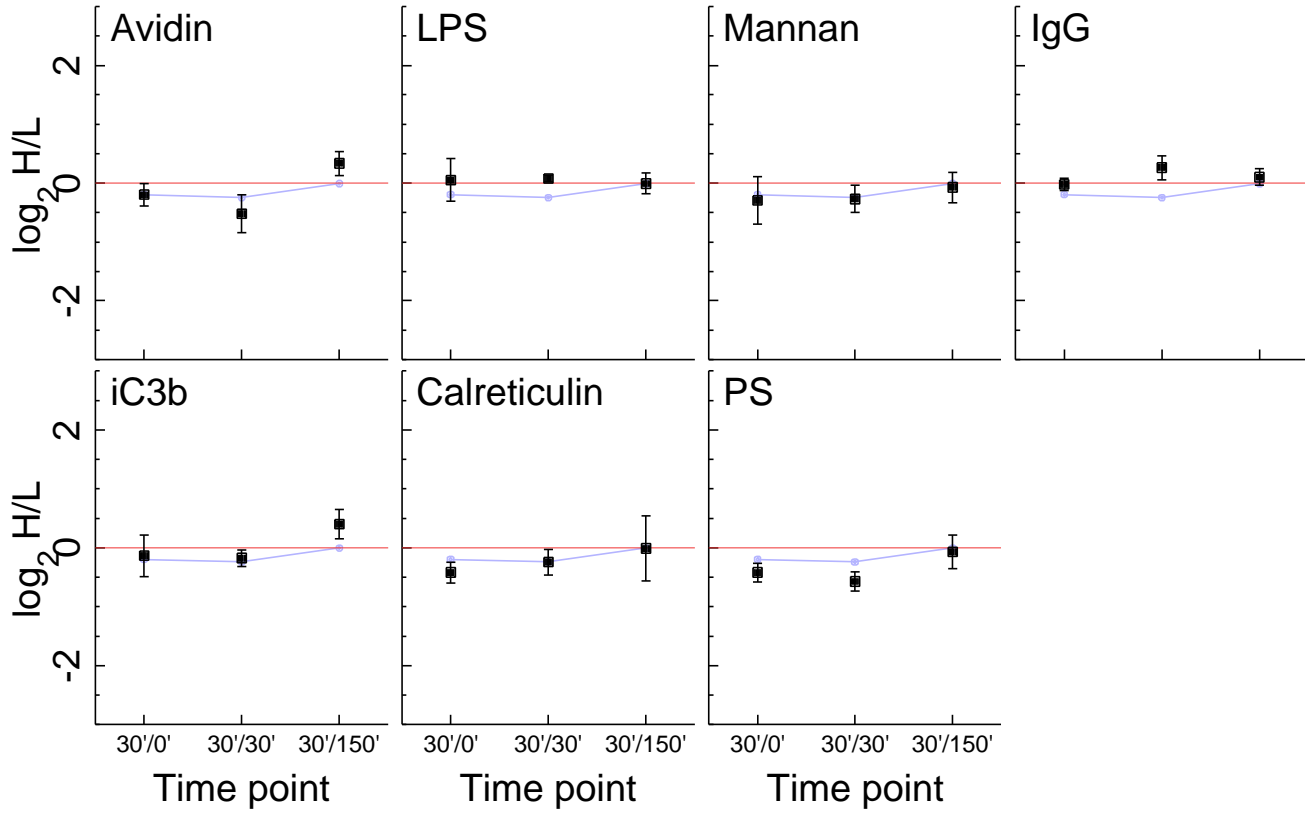 Avidin
LPS
Mannan
IgG
2
0
-2
log2 H/L
iC3b
Calreticulin
PS
2
0
-2
log2 H/L
30'/0' 30'/30' 30'/150'
30'/0' 30'/30' 30'/150'
30'/0' 30'/30' 30'/150'
Time point
Time point
Time point